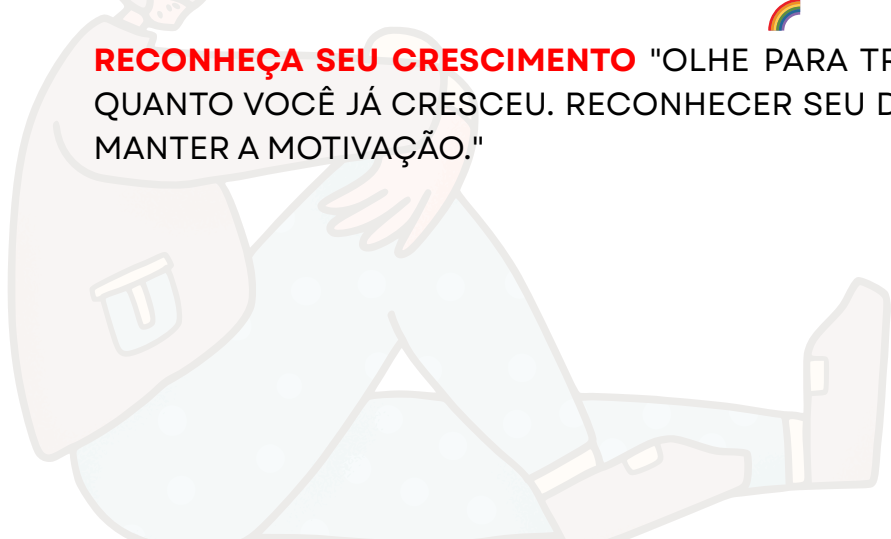 RECONHEÇA SEU CRESCIMENTO "OLHE PARA
QUANTO VOCÊ JÁ CRESCEU. RECONHECER SEU
MANTER A MOTIVAÇÃO."